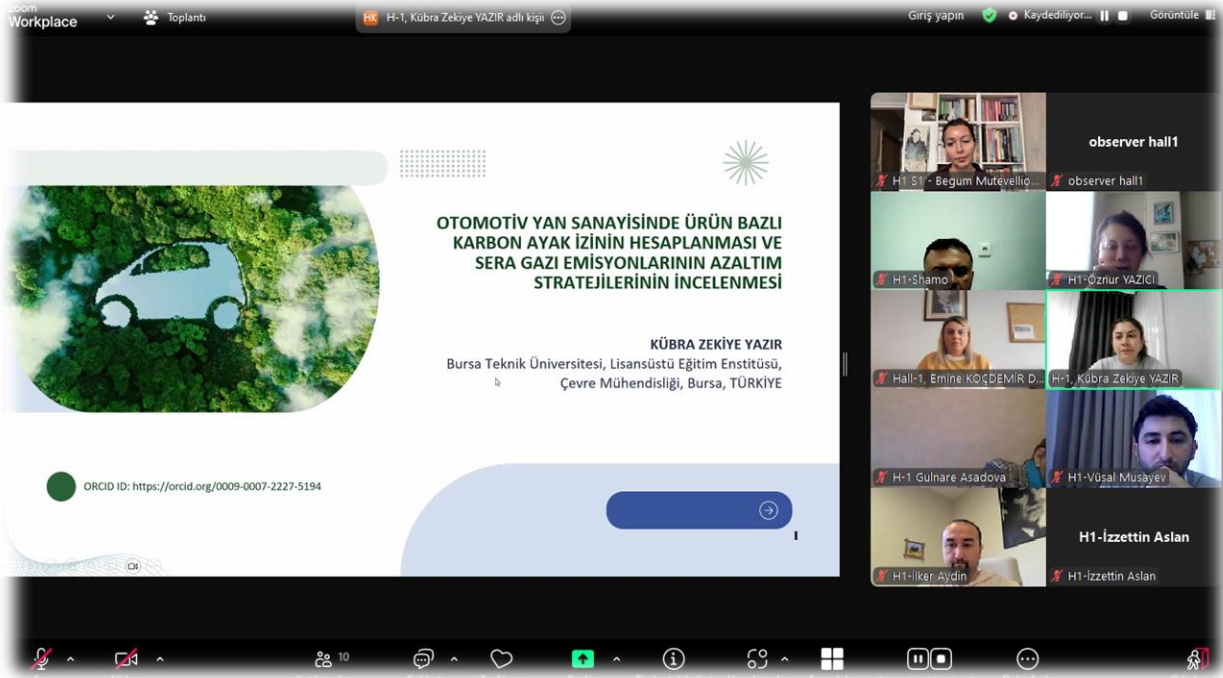 zoom
Workplace
Toplantı
HK H-1, Kübra Zekiye YAZIR adlı kişii
Giriş yapın
Kaydediliyor...
Görüntüle
OTOMOTİV YAN SANAYİSİNDE ÜRÜN BAZLI
KARBON AYAK İZİNİN HESAPLANMASI VE
SERA GAZI EMİSYONLARININ AZALTIM
STRATEJİLERİNİN İNCELENMESİ
KÜBRA ZEKİYE YAZIR
Bursa Teknik Üniversitesi, Lisansüstü Eğitim Enstitüsü,
Çevre Mühendisliği, Bursa, TÜRKİYE
ORCID ID: https://orcid.org/0009-0007-2227-5194
H1 S1 - Begum Mutevellio...
observer hall1
observer hall1
H1-Shamo
H1-Öznur YAZICI
Hall-1, Emine KOÇDEMİR D...
H-1, Kübra Zekiye YAZIR
H-1 Gulnare Asadova
H1-Vüsal Musayev
H1-İlker Aydin
H1-İzzettin Aslan
H1-İzzettin Aslan
10